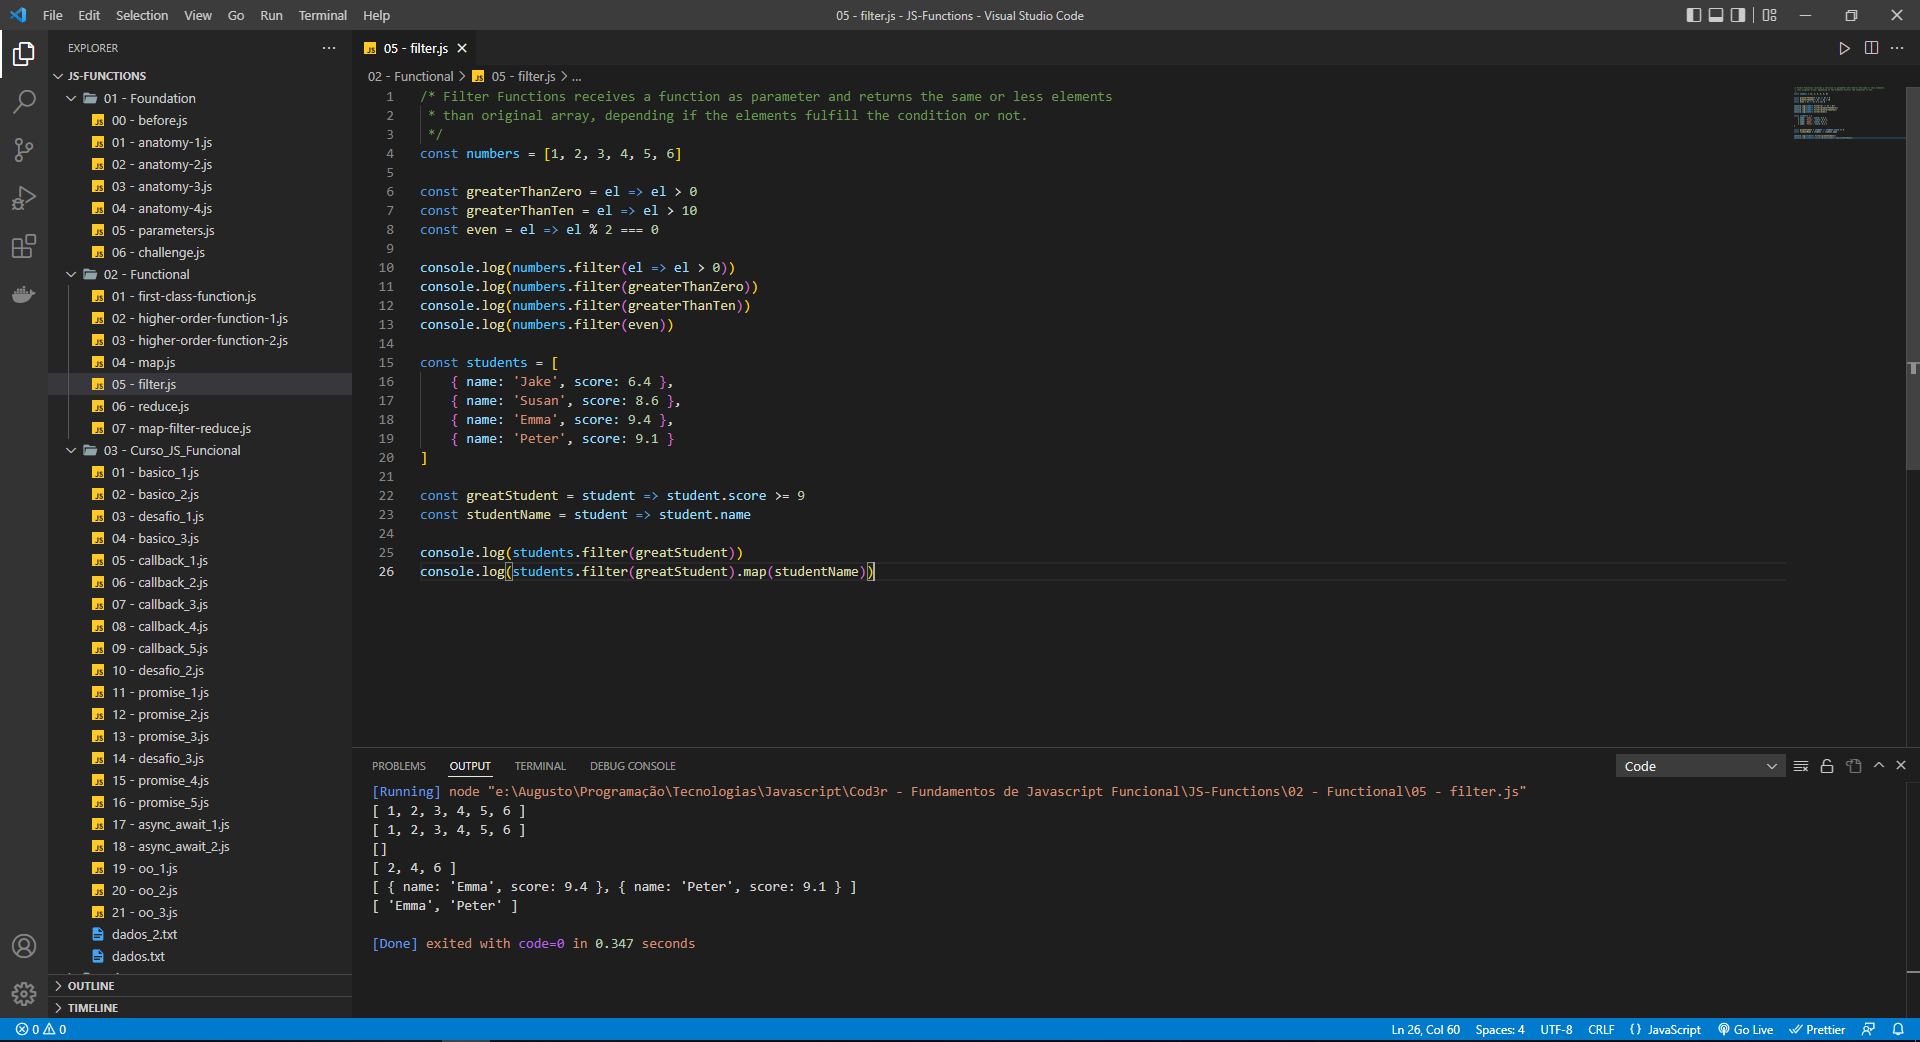 File Edit Selection View Go Run Terminal Help
05 - filter.js - JS-Functions - Visual Studio Code
EXPLORER
JS-FUNCTIONS
01 - Foundation
00 - before.js
01 - anatomy-1.js
02 - anatomy-2.js
03 - anatomy-3.js
04 - anatomy-4.js
05 - parameters.js
06 - challenge.js
02 - Functional
01 - first-class-function.js
02 - higher-order-function-1.js
03 - higher-order-function-2.js
04 - map.js
05 - filter.js
06 - reduce.js
07 - map-filter-reduce.js
03 - Curso_JS_Funcional
01 - basico_1.js
02 - basico_2.js
03 - desafio_1.js
04 - basico_3.js
05 - callback_1.js
06 - callback_2.js
07 - callback_3.js
08 - callback_4.js
09 - callback_5.js
10 - desafio_2.js
11 - promise_1.js
12 - promise_2.js
13 - promise_3.js
14 - desafio_3.js
15 - promise_4.js
16 - promise_5.js
17 - async_await_1.js
18 - async_await_2.js
19 - oo_1.js
20 - oo_2.js
21 - oo_3.js
dados_2.txt
dados.txt
OUTLINE
TIMELINE
05 - filter.js
02 - Functional > 05 - filter.js > ...
1 /* Filter Functions receives a function as parameter and returns the same or less elements
2 * than original array, depending if the elements fulfill the condition or not.
3 */
4 const numbers = [1, 2, 3, 4, 5, 6]
5
6 const greaterThanZero = el => el > 0
7 const greaterThanTen = el => el > 10
8 const even = el => el % 2 === 0
9
10 console.log(numbers.filter(el => el > 0))
11 console.log(numbers.filter(greaterThanZero))
12 console.log(numbers.filter(greaterThanTen))
13 console.log(numbers.filter(even))
14
15 const students = [
16 { name: 'Jake', score: 6.4 },
17 { name: 'Susan', score: 8.6 },
18 { name: 'Emma', score: 9.4 },
19 { name: 'Peter', score: 9.1 }
20 ]
21
22 const greatStudent = student => student.score >= 9
23 const studentName = student => student.name
24
25 console.log(students.filter(greatStudent))
26 console.log(students.filter(greatStudent).map(studentName))
PROBLEMS OUTPUT TERMINAL DEBUG CONSOLE
Code
[Running] node "e:\Augusto\Programação\Tecnologias\Javascript\Cod3r - Fundamentos de Javascript Funcional\JS-Functions\02 - Functional\05 - filter.js"
[ 1, 2, 3, 4, 5, 6 ]
[ 1, 2, 3, 4, 5, 6 ]
[]
[ 2, 4, 6 ]
[ { name: 'Emma', score: 9.4 }, { name: 'Peter', score: 9.1 } ]
[ 'Emma', 'Peter' ]
[Done] exited with code=0 in 0.347 seconds
0 0
Ln 26, Col 60 Spaces: 4 UTF-8 CRLF {} JavaScript Go Live Prettier